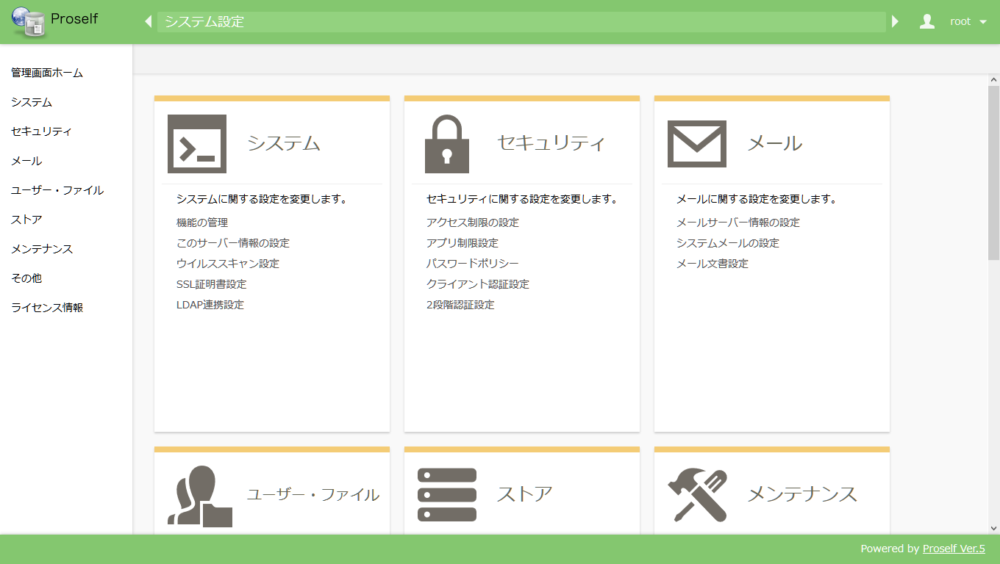 Proself
システム設定
root
管理画面ホーム
システム
セキュリティ
メール
ユーザー・ファイル
ストア
メンテナンス
その他
ライセンス情報
システム
システムに関する設定を変更します。
機能の管理
このサーバー情報の設定
ウイルススキャン設定
SSL証明書設定
LDAP連携設定
セキュリティ
セキュリティに関する設定を変更します。
アクセス制限の設定
アプリ制限設定
パスワードポリシー
クライアント認証設定
2段階認証設定
メール
メールに関する設定を変更します。
メールサーバー情報の設定
システムメールの設定
メール文書設定
ユーザー・ファイル
ストア
メンテナンス
Powered by Proself Ver.5